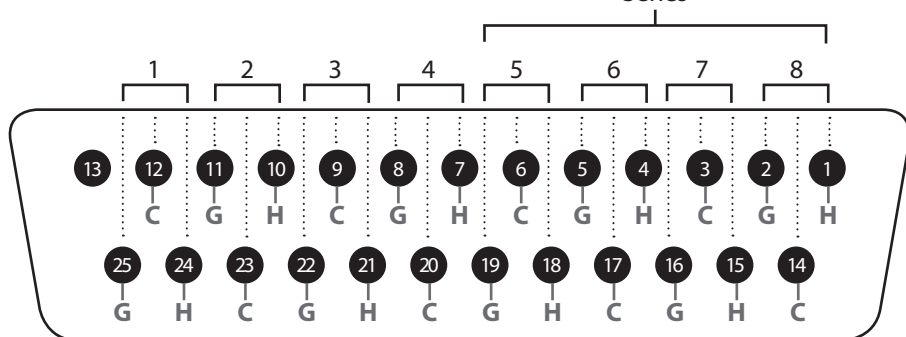 1 2 3 4 5 6 7 8
13 12 11 10 9 8 7 6 5 4 3 2 1
C G H C G H C G H C G H
25 24 23 22 21 20 19 18 17 16 15 14
G H C G H C G H C G H C